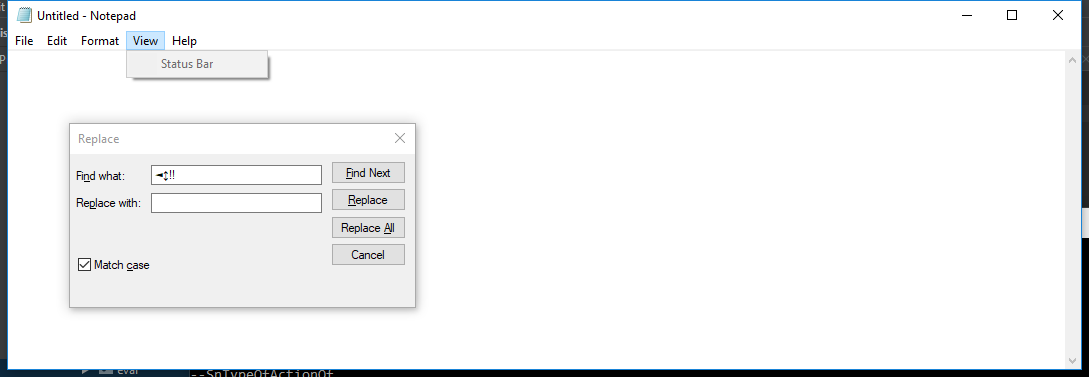 Untitled - Notepad
File Edit Format View Help
Status Bar
Replace
Find what: ◄↕‼ Find Next
Replace with: Replace
Replace All
Cancel
Match case
eval
--SpTypeOfActionOf